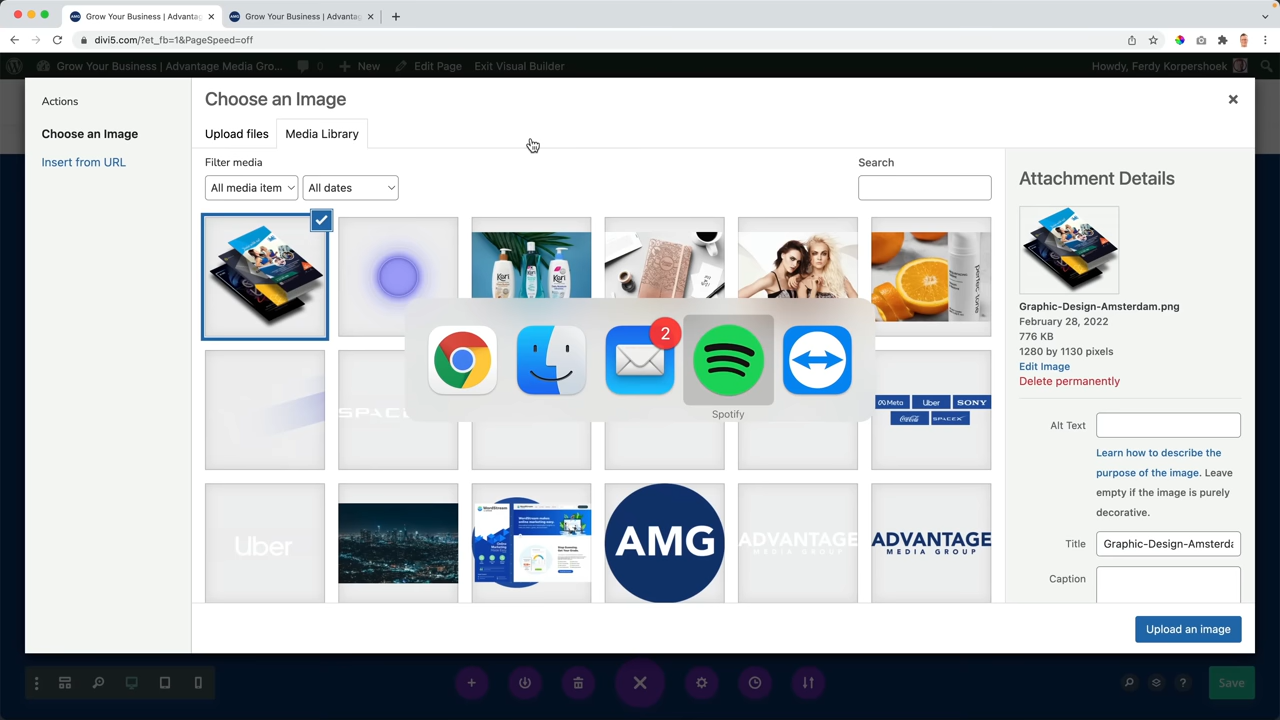 AMG Grow Your Business | Advantag
AMG Grow Your Business | Advantag
divi5.com/?et_fb=1&PageSpeed=off
Grow Your Business | Advantage Media Gro...
0
New
Edit Page
Exit Visual Builder
Howdy, Ferdy Korpershoek
Actions
Choose an Image
Insert from URL
Choose an Image
Upload files
Media Library
Filter media
Search
All media item
All dates
Attachment Details
Graphic-Design-Amsterdam.png
February 28, 2022
776 KB
1280 by 1130 pixels
Edit Image
Delete permanently
2
Spotify
SPACE
Meta
Uber
SONY
Coca-Cola
SPACEX
Alt Text
Learn how to describe the
purpose of the image. Leave
empty if the image is purely
decorative.
Uber
AMG
ADVANTAGE
MEDIA GROUP
ADVANTAGE
MEDIA GROUP
Title
Graphic-Design-Amsterda
Caption
Upload an image
?
Save